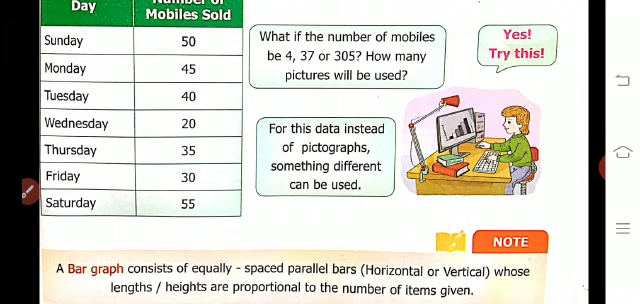 Day Number of
Mobiles Sold
Sunday 50
Monday 45
Tuesday 40
Wednesday 20
Thursday 35
Friday 30
Saturday 55
What if the number of mobiles
be 4, 37 or 305? How many
pictures will be used?
Yes!
Try this!
For this data instead
of pictographs,
something different
can be used.
NOTE
A Bar graph consists of equally - spaced parallel bars (Horizontal or Vertical) whose
lengths / heights are proportional to the number of items given.